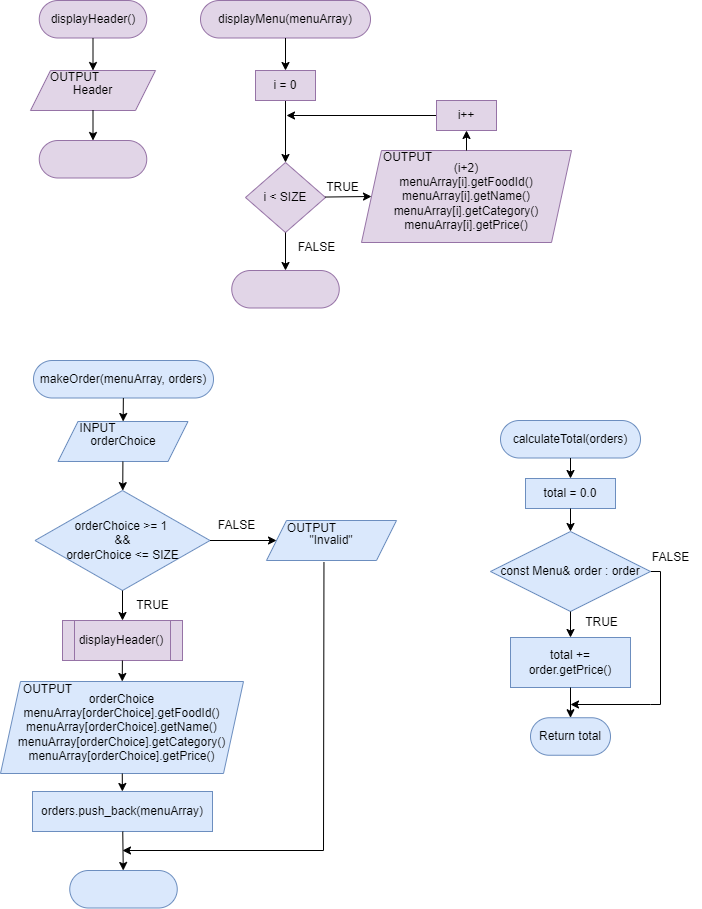 displayHeader()
OUTPUT
Header
displayMenu(menuArray)
i = 0
i++
i < SIZE
TRUE
OUTPUT
(i+2)
menuArray[i].getFoodId()
menuArray[i].getName()
menuArray[i].getCategory()
menuArray[i].getPrice()
FALSE
makeOrder(menuArray, orders)
INPUT
orderChoice
orderChoice >= 1
&&
orderChoice <= SIZE
FALSE
OUTPUT
"Invalid"
TRUE
displayHeader()
OUTPUT
orderChoice
menuArray[orderChoice].getFoodId()
menuArray[orderChoice].getName()
menuArray[orderChoice].getCategory()
menuArray[orderChoice].getPrice()
orders.push_back(menuArray)
calculateTotal(orders)
total = 0.0
const Menu& order : order
FALSE
TRUE
total +=
order.getPrice()
Return total